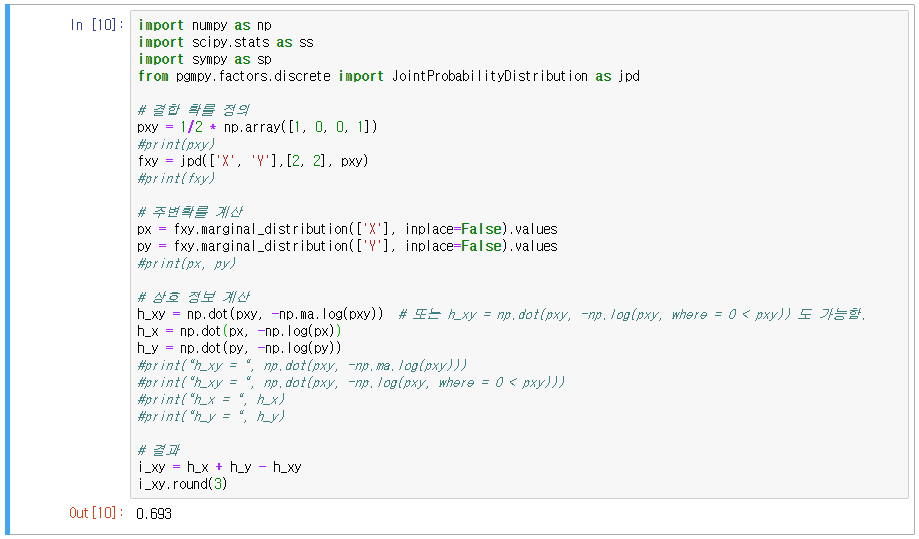 In [10]:
import numpy as np
import scipy.stats as ss
import sympy as sp
from pgmpy.factors.discrete import JointProbabilityDistribution as jpd
# 결합 확률 정의
pxy = 1/2 * np.array([1, 0, 0, 1])
#print(pxy)
fxy = jpd(['X', 'Y'],[2, 2], pxy)
#print(fxy)
# 주변확률 계산
px = fxy.marginal_distribution(['X'], inplace=False).values
py = fxy.marginal_distribution(['Y'], inplace=False).values
#print(px, py)
# 상호 정보 계산
h_xy = np.dot(pxy, -np.ma.log(pxy))  # 또는 h_xy = np.dot(pxy, -np.log(pxy, where = 0 < pxy)) 도 가능함.
h_x = np.dot(px, -np.log(px))
h_y = np.dot(py, -np.log(py))
#print("h_xy = ", np.dot(pxy, -np.ma.log(pxy)))
#print("h_xy = ", np.dot(pxy, -np.log(pxy, where = 0 < pxy)))
#print("h_x = ", h_x)
#print("h_y = ", h_y)
# 결과
i_xy = h_x + h_y - h_xy
i_xy.round(3)
Out[10]: 0.693